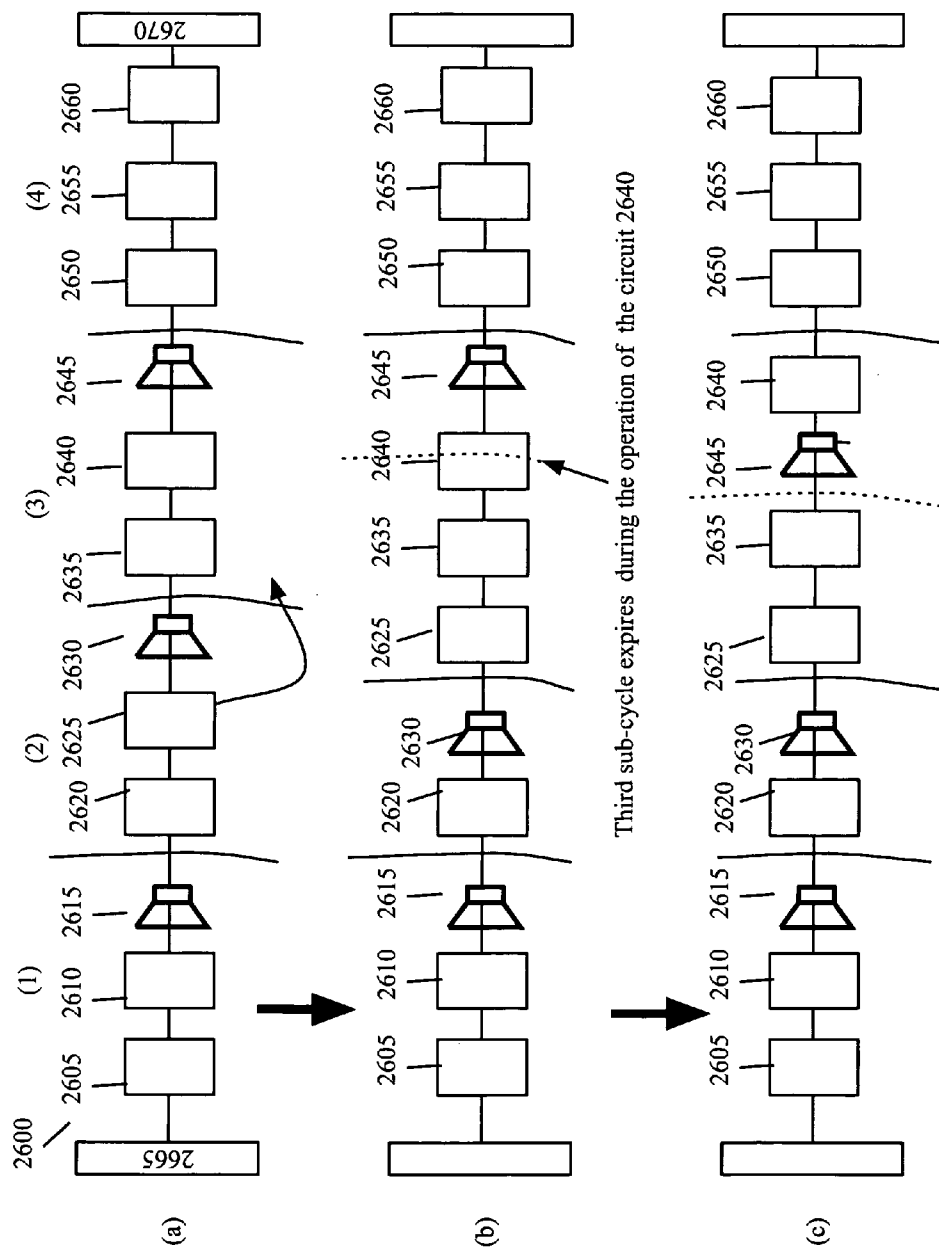 (1) (2) (3) (4)
2600 2605 2610 2615 2620 2625 2630 2635 2640 2645 2650 2655 2660
(a) 2665 2670
2605 2610 2615 2620 2630 2625 2635 2640 2645 2650 2655 2660
(b)
Third sub-cycle expires during the operation of the circuit 2640
2605 2610 2615 2620 2630 2625 2635 2645 2640 2650 2655 2660
(c)